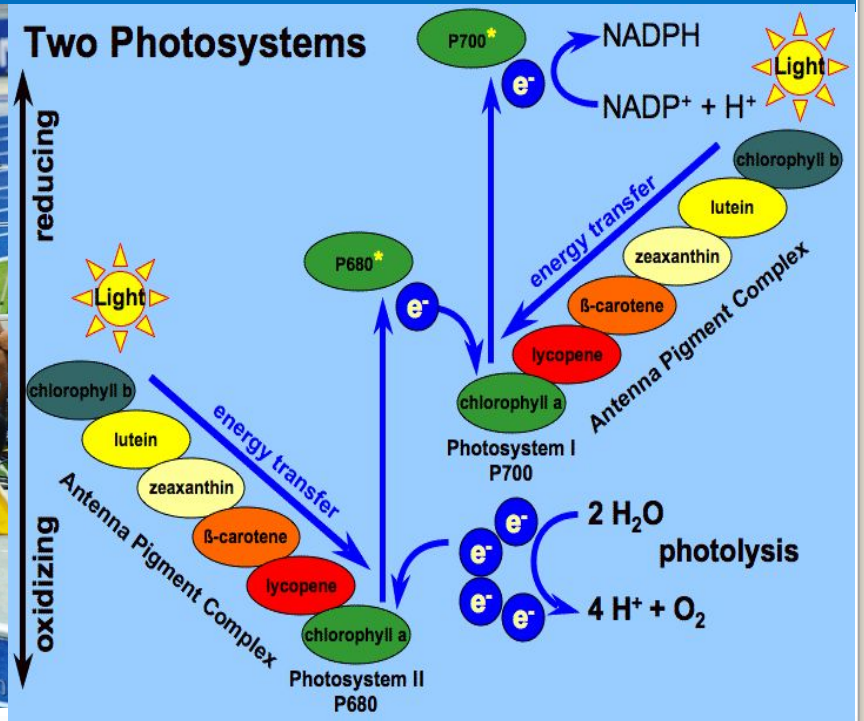 Two Photosystems
P700*
e-
NADPH
NADP⁺ + H⁺
Light
reducing
chlorophyll b
lutein
zeaxanthin
ß-carotene
lycopene
chlorophyll a
energy transfer
Antenna Pigment Complex
Photosystem I
P700
P680*
e-
Light
chlorophyll b
lutein
zeaxanthin
ß-carotene
lycopene
chlorophyll a
energy transfer
Antenna Pigment Complex
Photosystem II
P680
oxidizing
e-
e-
e-
e-
2 H₂O
photolysis
4 H⁺ + O₂